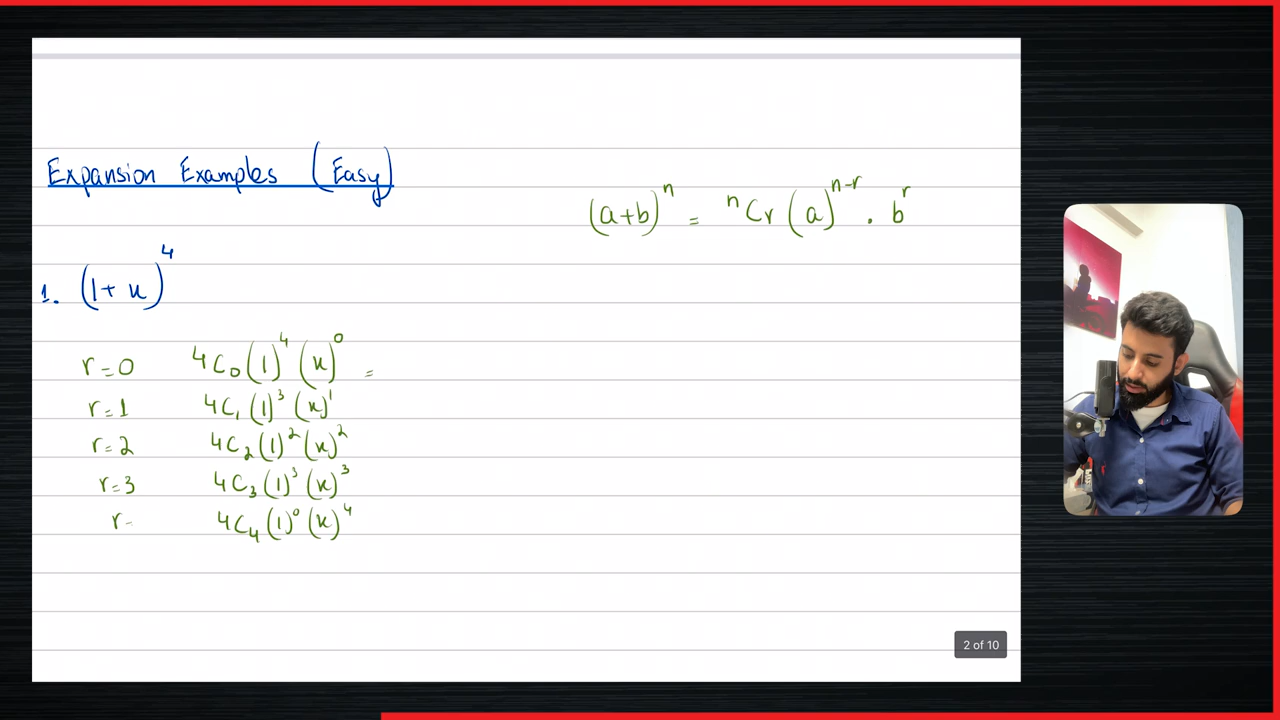 Expansion Examples (Easy)
(a+b)^n = nCr (a)^{n-r} . b^r
1. (1+x)^4
r=0 4C₀(1)^4 (x)^0 =
r=1 4C₁(1)^3 (x)^1
r=2 4C₂(1)^2 (x)^2
r=3 4C₃(1)^3 (x)^3
r- 4C₄(1)^0 (x)^4
2 of 10